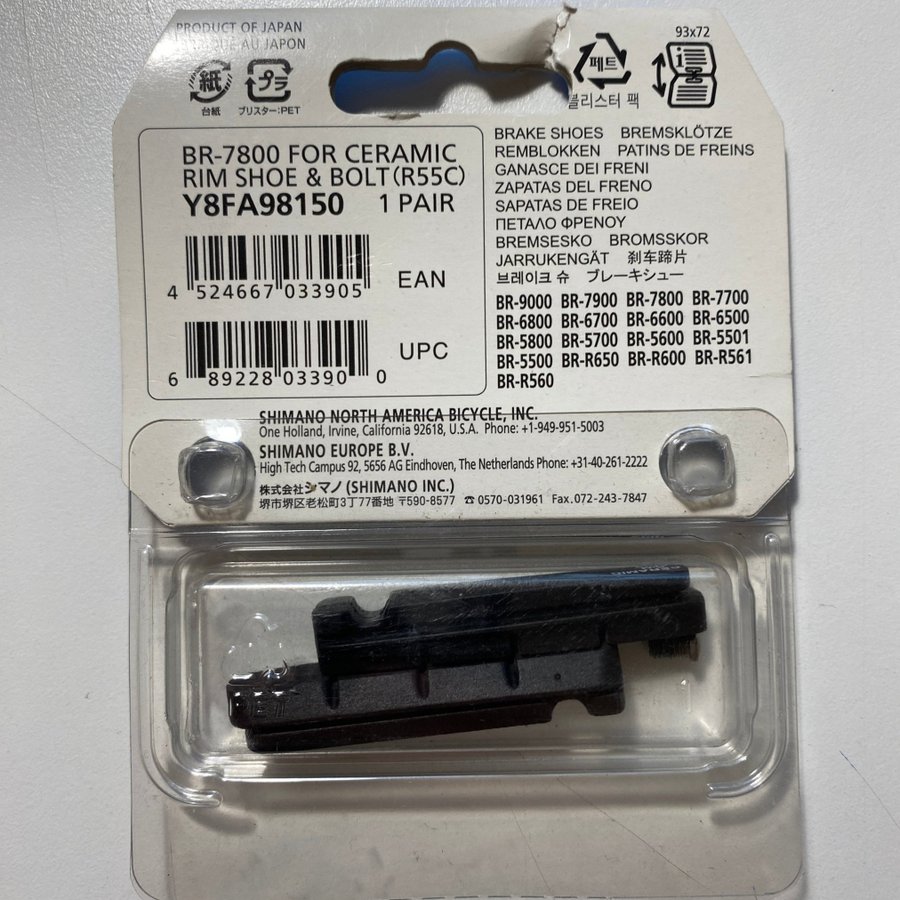 PRODUCT OF JAPAN
AU JAPON
紙
台紙
プラ
ブリスター:PET
페트
블리스터 팩
93x72
i
BR-7800 FOR CERAMIC
RIM SHOE & BOLT(R55C)
Y8FA98150 1 PAIR
4 524667 033905 EAN
6 89228 03390 0 UPC
BRAKE SHOES BREMSKLÖTZE
REMBLOKKEN PATINS DE FREINS
GANASCE DEI FRENI
ZAPATAS DEL FRENO
SAPATAS DE FREIO
ΠΕΤΑΛΟ ΦΡΕΝΟΥ
BREMSESKO BROMSSKOR
JARRUKENGÄT 刹车蹄片
브레이크 슈 ブレーキシュー
BR-9000 BR-7900 BR-7800 BR-7700
BR-6800 BR-6700 BR-6600 BR-6500
BR-5800 BR-5700 BR-5600 BR-5501
BR-5500 BR-R650 BR-R600 BR-R561
BR-R560
SHIMANO NORTH AMERICA BICYCLE, INC.
One Holland, Irvine, California 92618, U.S.A. Phone: +1-949-951-5003
SHIMANO EUROPE B.V.
High Tech Campus 92, 5656 AG Eindhoven, The Netherlands Phone: +31-40-261-2222
株式会社シマノ (SHIMANO INC.)
堺市堺区老松町3丁77番地 〒590-8577 ☎ 0570-031961 Fax.072-243-7847
CERAMIC